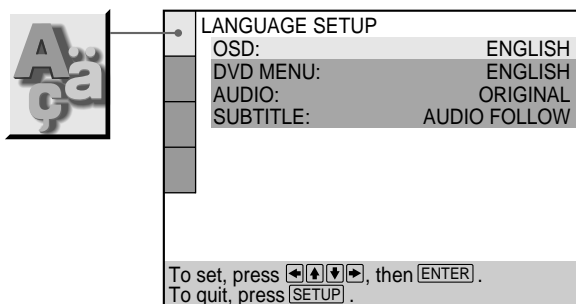 Aäç
LANGUAGE SETUP
OSD: ENGLISH
DVD MENU: ENGLISH
AUDIO: ORIGINAL
SUBTITLE: AUDIO FOLLOW
To set, press ←↑↓→, then ENTER .
To quit, press SETUP .